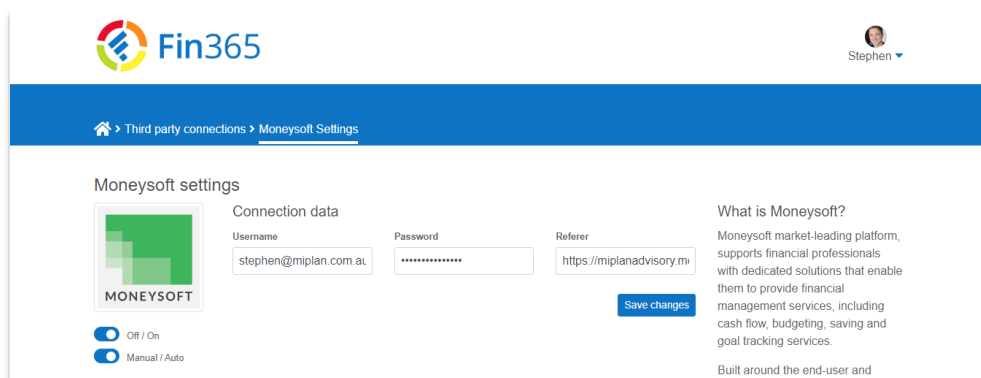 Fin365
Stephen
Third party connections > Moneysoft Settings
Moneysoft settings
MONEYSOFT
Off / On
Manual / Auto
Connection data
Username
Password
Referer
stephen@miplan.com.au
•••••••••••••••
https://miplanadvisory.m
Save changes
What is Moneysoft?
Moneysoft market-leading platform,
supports financial professionals
with dedicated solutions that enable
them to provide financial
management services, including
cash flow, budgeting, saving and
goal tracking services.
Built around the end-user and